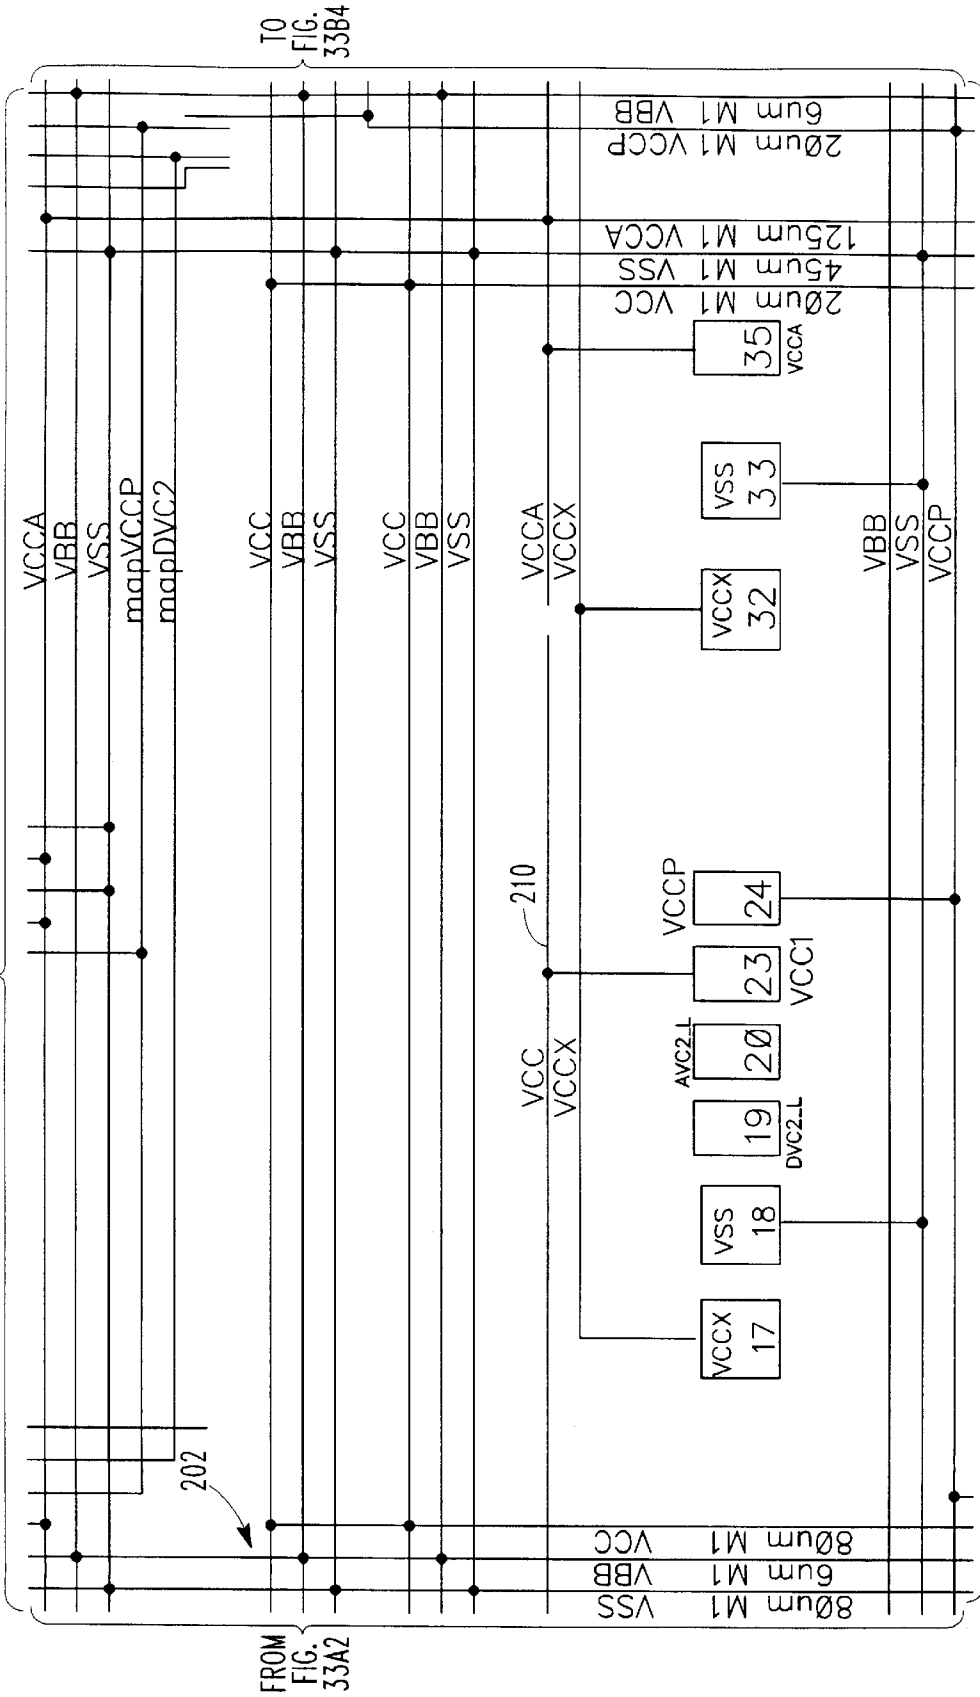 TO
FIG.
33B4
6um M1 VBB
20um M1 VCCP
125um M1 VCCA
45um M1 VSS
20um M1 VCC
35
VCCA
VSS
33
VCCX
32
VCCA
VBB
VSS
mapVCCP
mapDVC2
VCC
VBB
VSS
VCC
VBB
VSS
VCCA
VCCX
VBB
VSS
VCCP
210
VCCP
24
23
VCC1
AVC2_L
20
19
DVC2_L
VCC
VCCX
VSS
18
VCCX
17
202
80um M1 VCC
6um M1 VBB
80um M1 VSS
FROM
FIG.
33A2